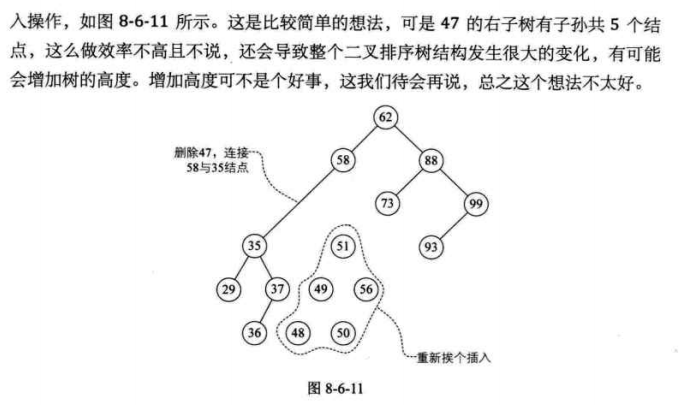 入操作，如图 8-6-11 所示。这是比较简单的想法，可是 47 的右子树有子孙共 5 个结
点，这么做效率不高且不说，还会导致整个二叉排序树结构发生很大的变化，有可能
会增加树的高度。增加高度可不是个好事，这我们待会再说，总之这个想法不太好。
62
删除47，连接
58与35结点
58
88
73
99
35
51
93
29
37
49
56
36
48
50
重新挨个插入
图 8-6-11